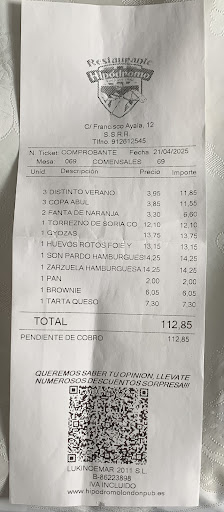 Restaurante
Hipódromo
C/ Francisco Ayala, 12
S.S.R.R.
Tlfno. 912612545
N. Ticket: COMPROBANTE Fecha 21/04/2025
Mesa: 069 COMENSALES 69
Unid. Descripción Precio Importe
3 DISTINTO VERANO 3,95 11,85
3 COPA ABUL 3,85 11,55
2 FANTA DE NARANJA 3,30 6,60
1 TORREZNO DE SORIA CO 12,10 12,10
1 GYOZAS 13,75 13,75
1 HUEVOS ROTOS FOIE Y 13,15 13,15
1 SON PARDO HAMBURGUES 14,25 14,25
1 ZARZUELA HAMBURGUESA 14,25 14,25
1 PAN 2,00 2,00
1 BROWNIE 6,05 6,05
1 TARTA QUESO 7,30 7,30
TOTAL 112,85
PENDIENTE DE COBRO 112,85
QUEREMOS SABER TU OPINION, LLEVATE
NUMEROSOS DESCUENTOS SORPRESA!!!
LUKINOEMAR 2011 S.L.
B-86223898
IVA INCLUIDO
www.hipodromolondonpub.es